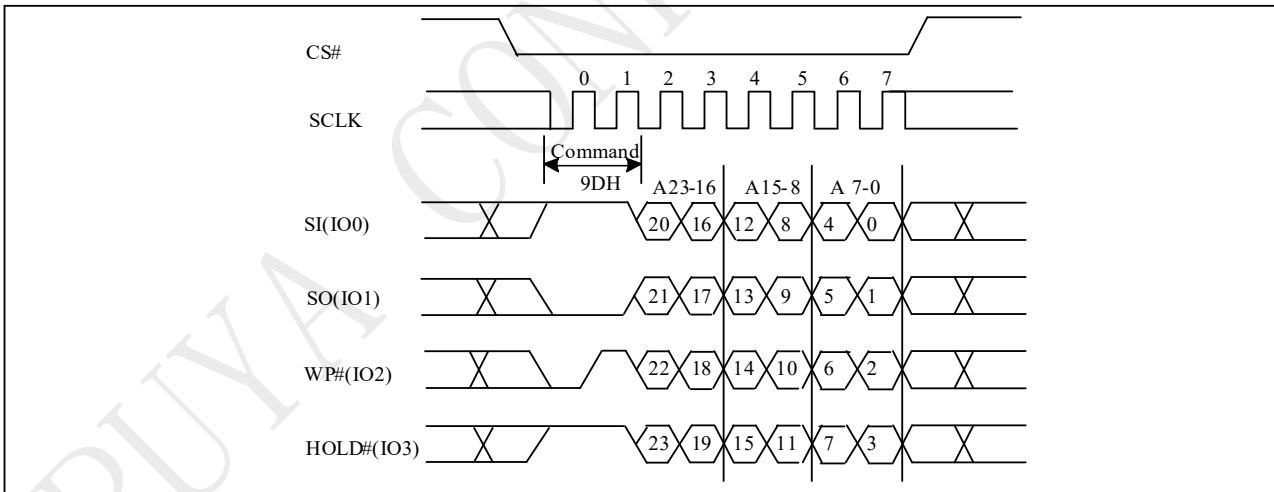 CS#
0 1 2 3 4 5 6 7
SCLK
Command
9DH
A23-16 A15-8 A 7-0
SI(IO0)
20 16 12 8 4 0
SO(IO1)
21 17 13 9 5 1
WP#(IO2)
22 18 14 10 6 2
HOLD#(IO3)
23 19 15 11 7 3
PUYA CON